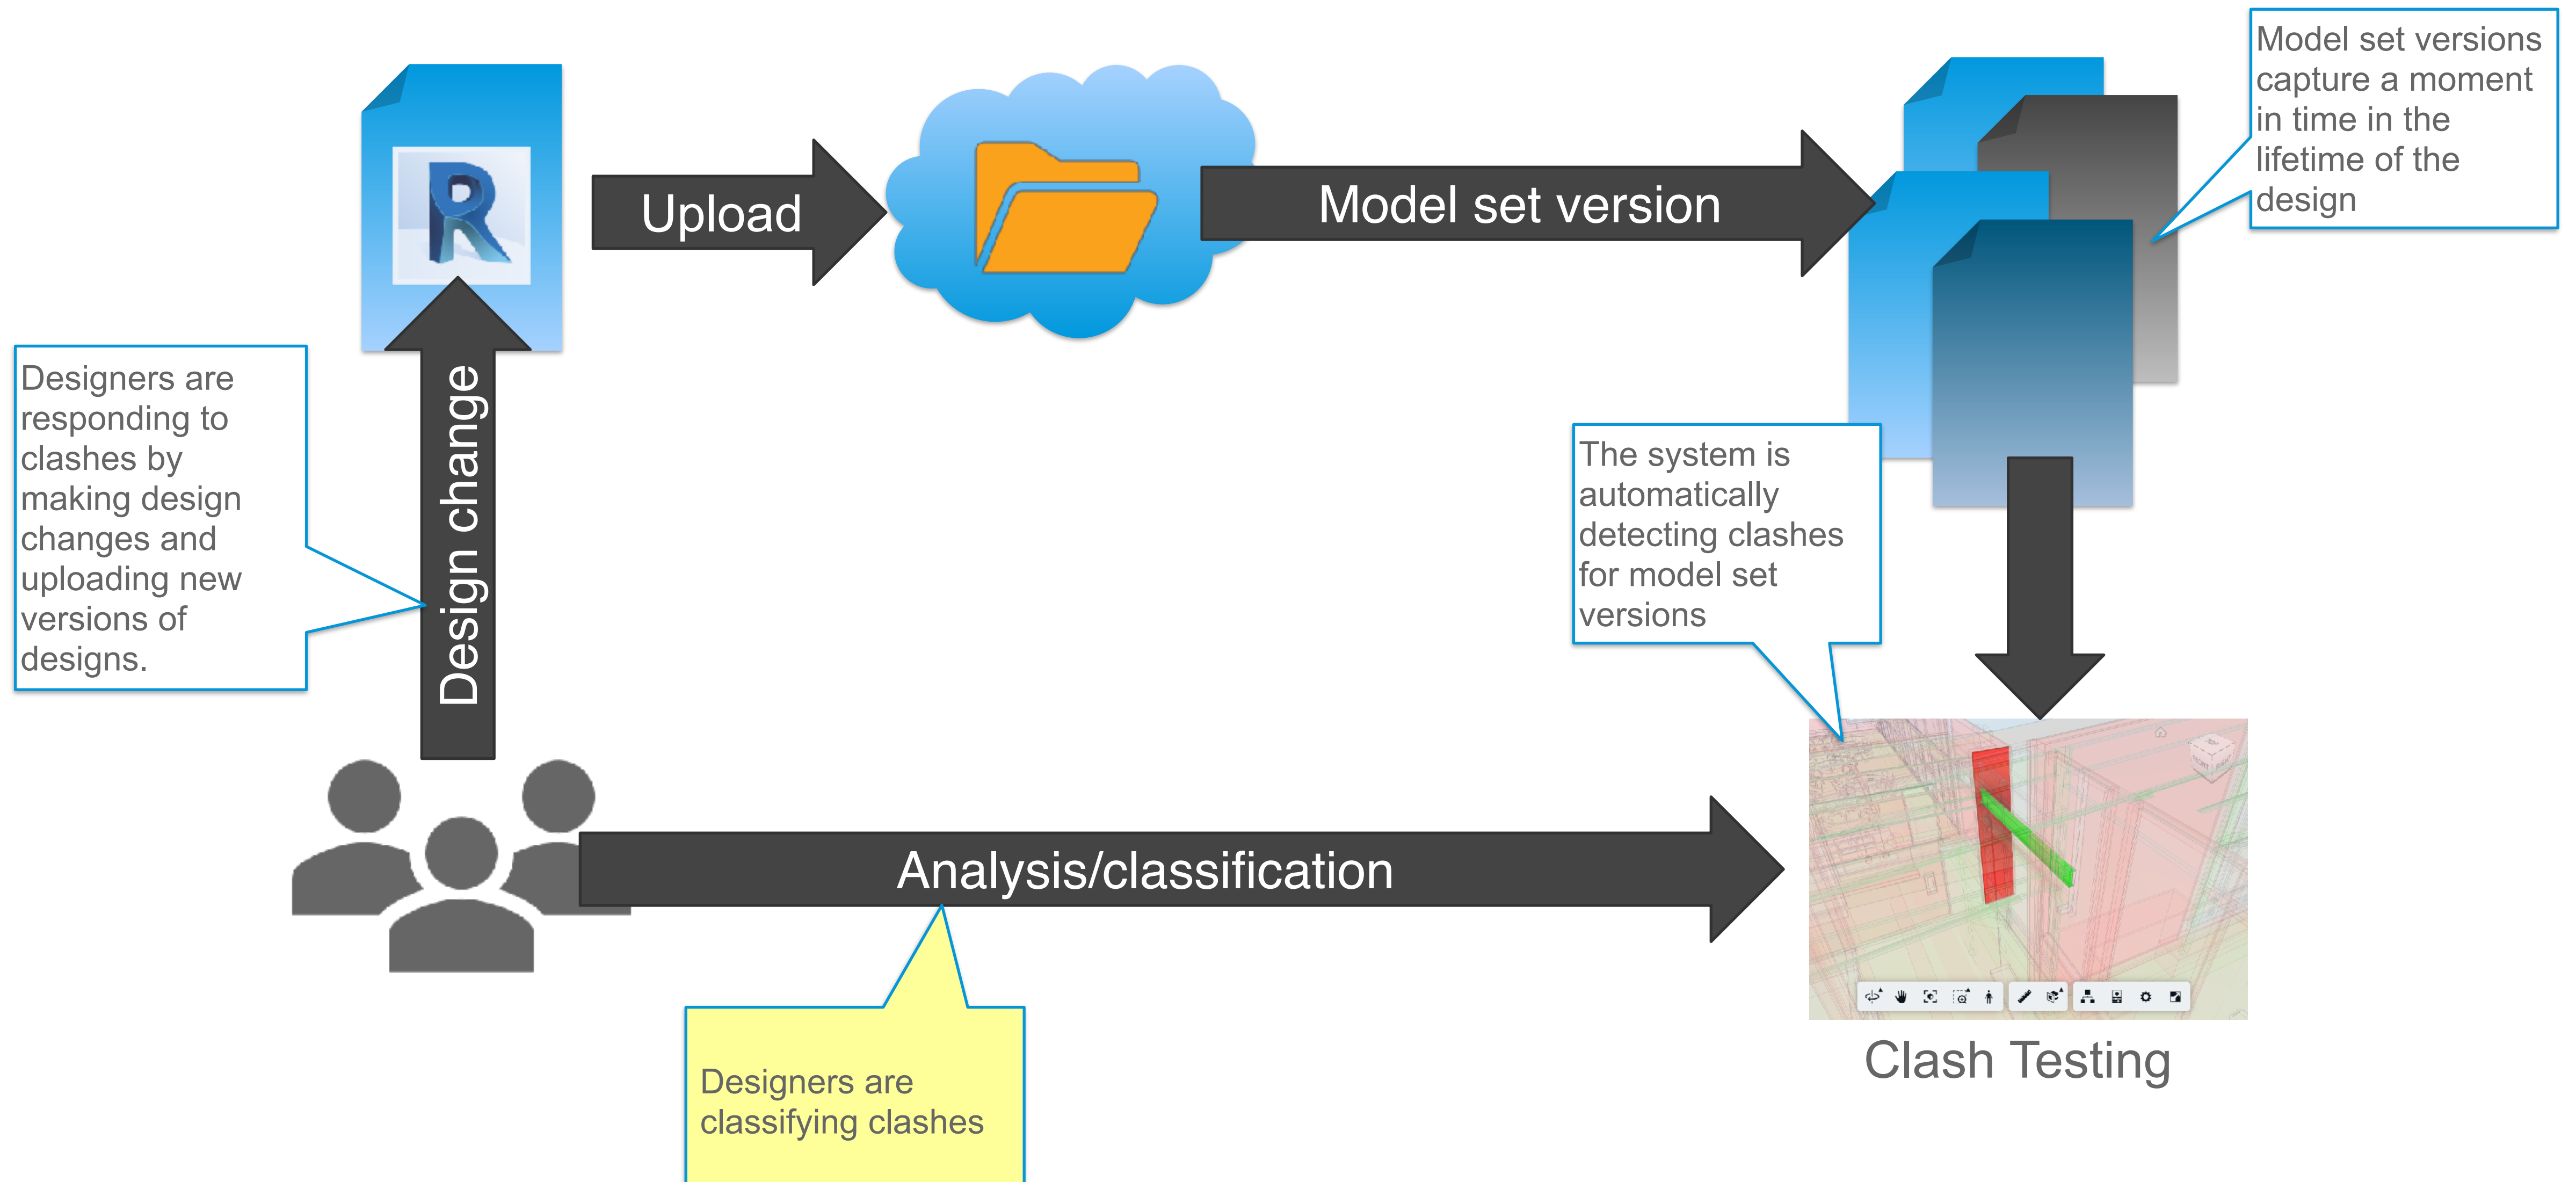 Model set versions
capture a moment
in time in the
lifetime of the
design
R
Upload
Model set version
Designers are
responding to
clashes by
making design
changes and
uploading new
versions of
designs.
Design change
The system is
automatically
detecting clashes
for model set
versions
Analysis/classification
Designers are
classifying clashes
Clash Testing